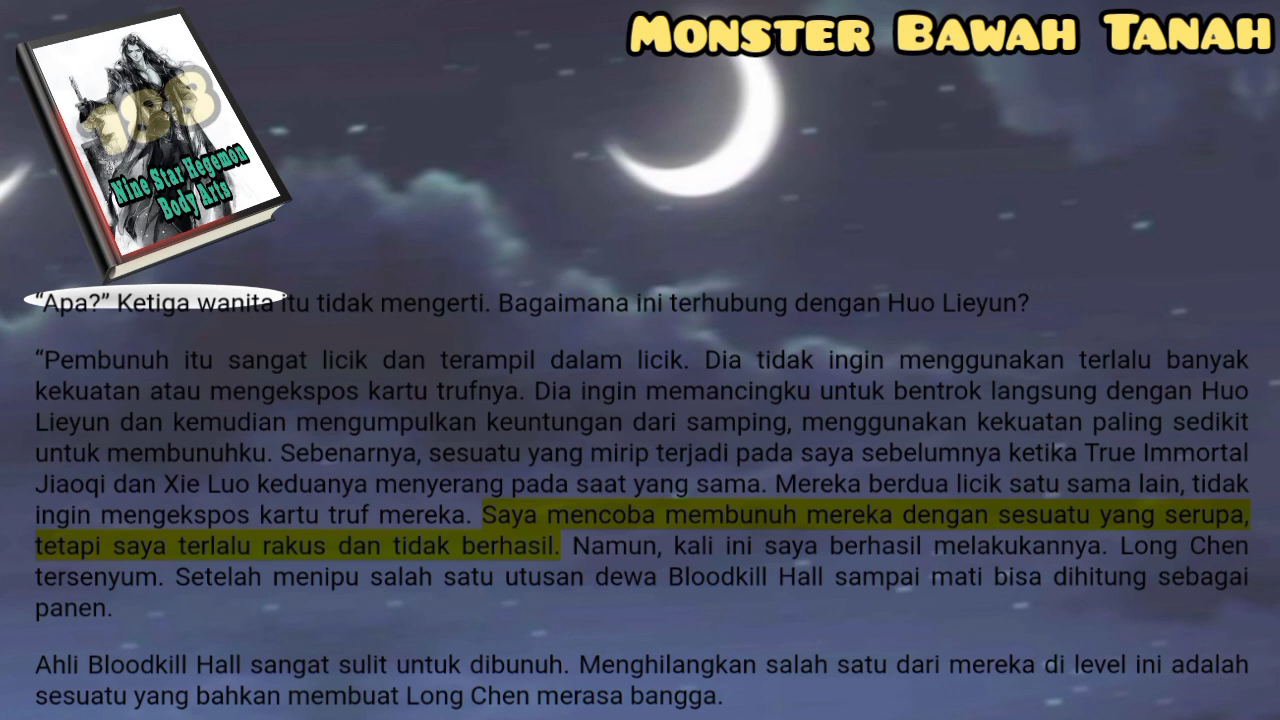 Monster Bawah Tanah
Nine Star Hegemon
Body Arts
“Apa?” Ketiga wanita itu tidak mengerti. Bagaimana ini terhubung dengan Huo Lieyun?
“Pembunuh itu sangat licik dan terampil dalam licik. Dia tidak ingin menggunakan terlalu banyak
kekuatan atau mengekspos kartu trufnya. Dia ingin memancingku untuk bentrok langsung dengan Huo
Lieyun dan kemudian mengumpulkan keuntungan dari samping, menggunakan kekuatan paling sedikit
untuk membunuhku. Sebenarnya, sesuatu yang mirip terjadi pada saya sebelumnya ketika True Immortal
Jiaoqi dan Xie Luo keduanya menyerang pada saat yang sama. Mereka berdua licik satu sama lain, tidak
ingin mengekspos kartu truf mereka. Saya mencoba membunuh mereka dengan sesuatu yang serupa,
tetapi saya terlalu rakus dan tidak berhasil. Namun, kali ini saya berhasil melakukannya. Long Chen
tersenyum. Setelah menipu salah satu utusan dewa Bloodkill Hall sampai mati bisa dihitung sebagai
panen.
Ahli Bloodkill Hall sangat sulit untuk dibunuh. Menghilangkan salah satu dari mereka di level ini adalah
sesuatu yang bahkan membuat Long Chen merasa bangga.